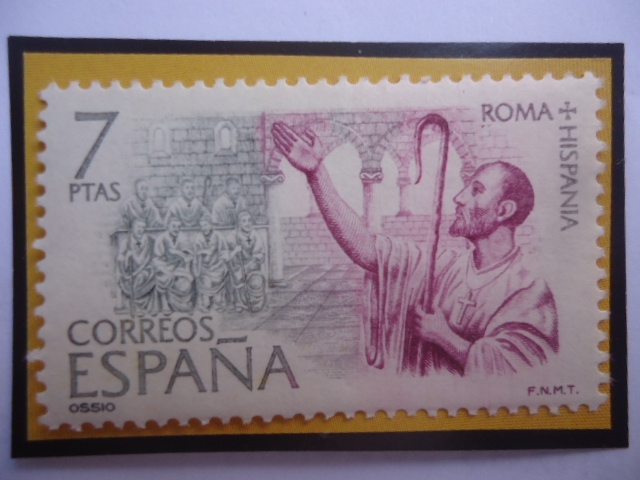 7
PTAS
ROMA + HISPANIA
CORREOS
ESPAÑA
OSSIO
F.N.M.T.